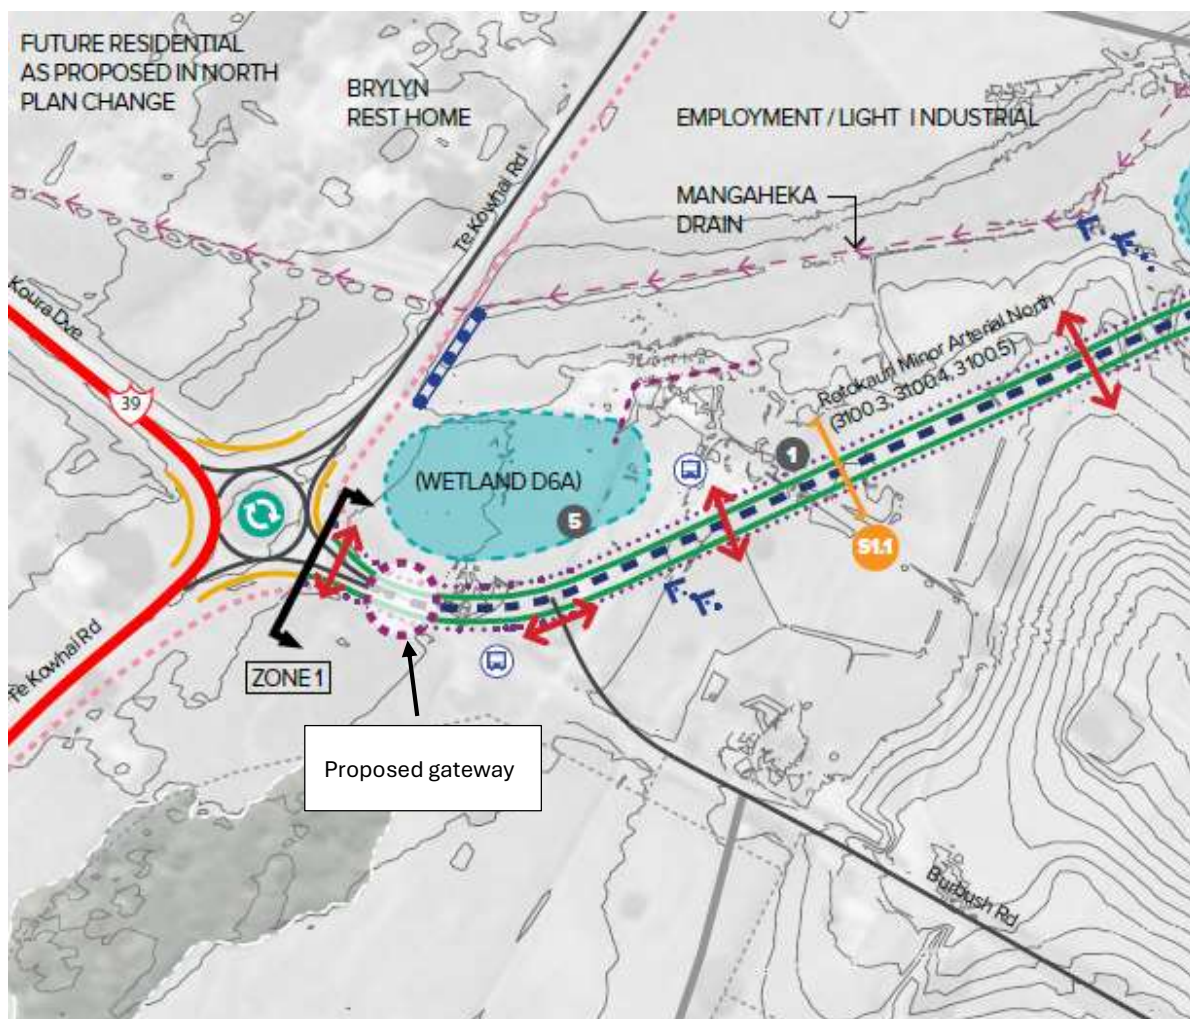 FUTURE RESIDENTIAL
AS PROPOSED IN NORTH
PLAN CHANGE
BRYLYN
REST HOME
EMPLOYMENT / LIGHT INDUSTRIAL
MANGAHEKA
DRAIN
Te Kowhai Rd
Koura Dve
39
Rotokauri Minor Arterial North
(3100.3, 3100.4, 3100.5)
1
(WETLAND D6A)
5
S1.1
ZONE 1
Te Kowhai Rd
Proposed gateway
Burbush Rd